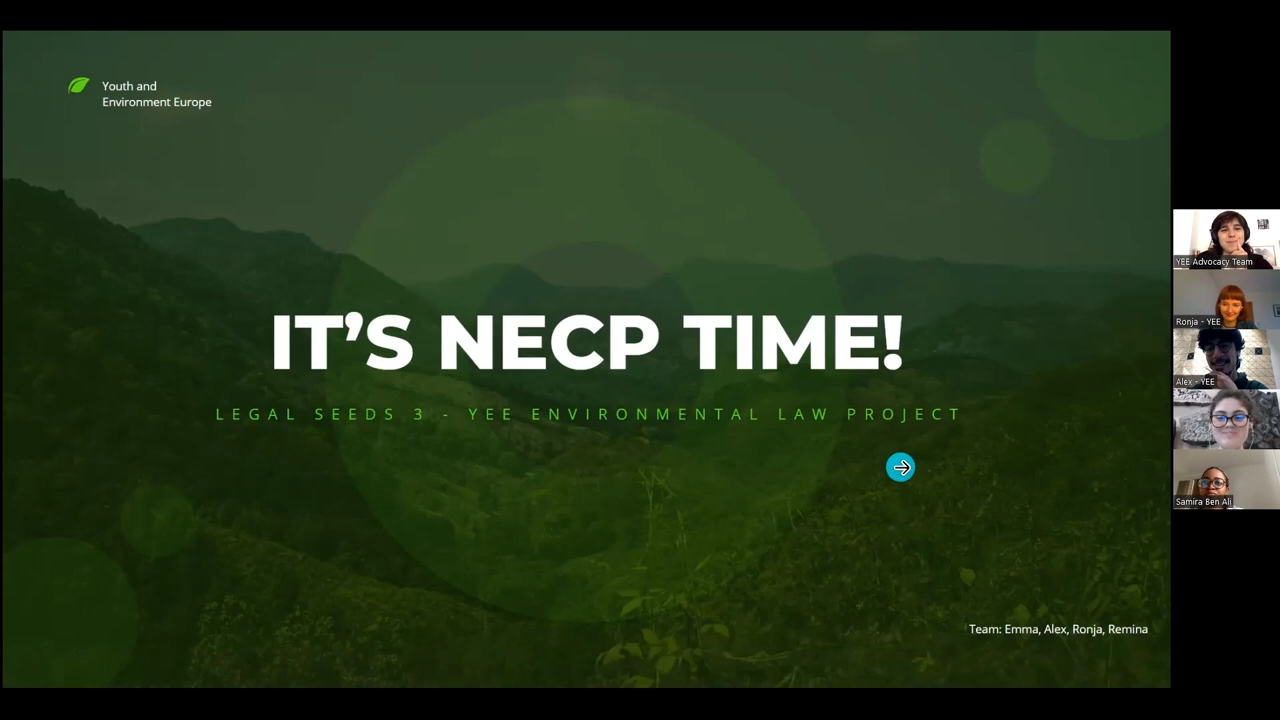 Youth and
Environment Europe
IT'S NECP TIME!
LEGAL SEEDS 3 - YEE ENVIRONMENTAL LAW PROJECT
Team: Emma, Alex, Ronja, Remina
YEE Advocacy Team
Ronja - YEE
Alex - YEE
Samira Ben Ali